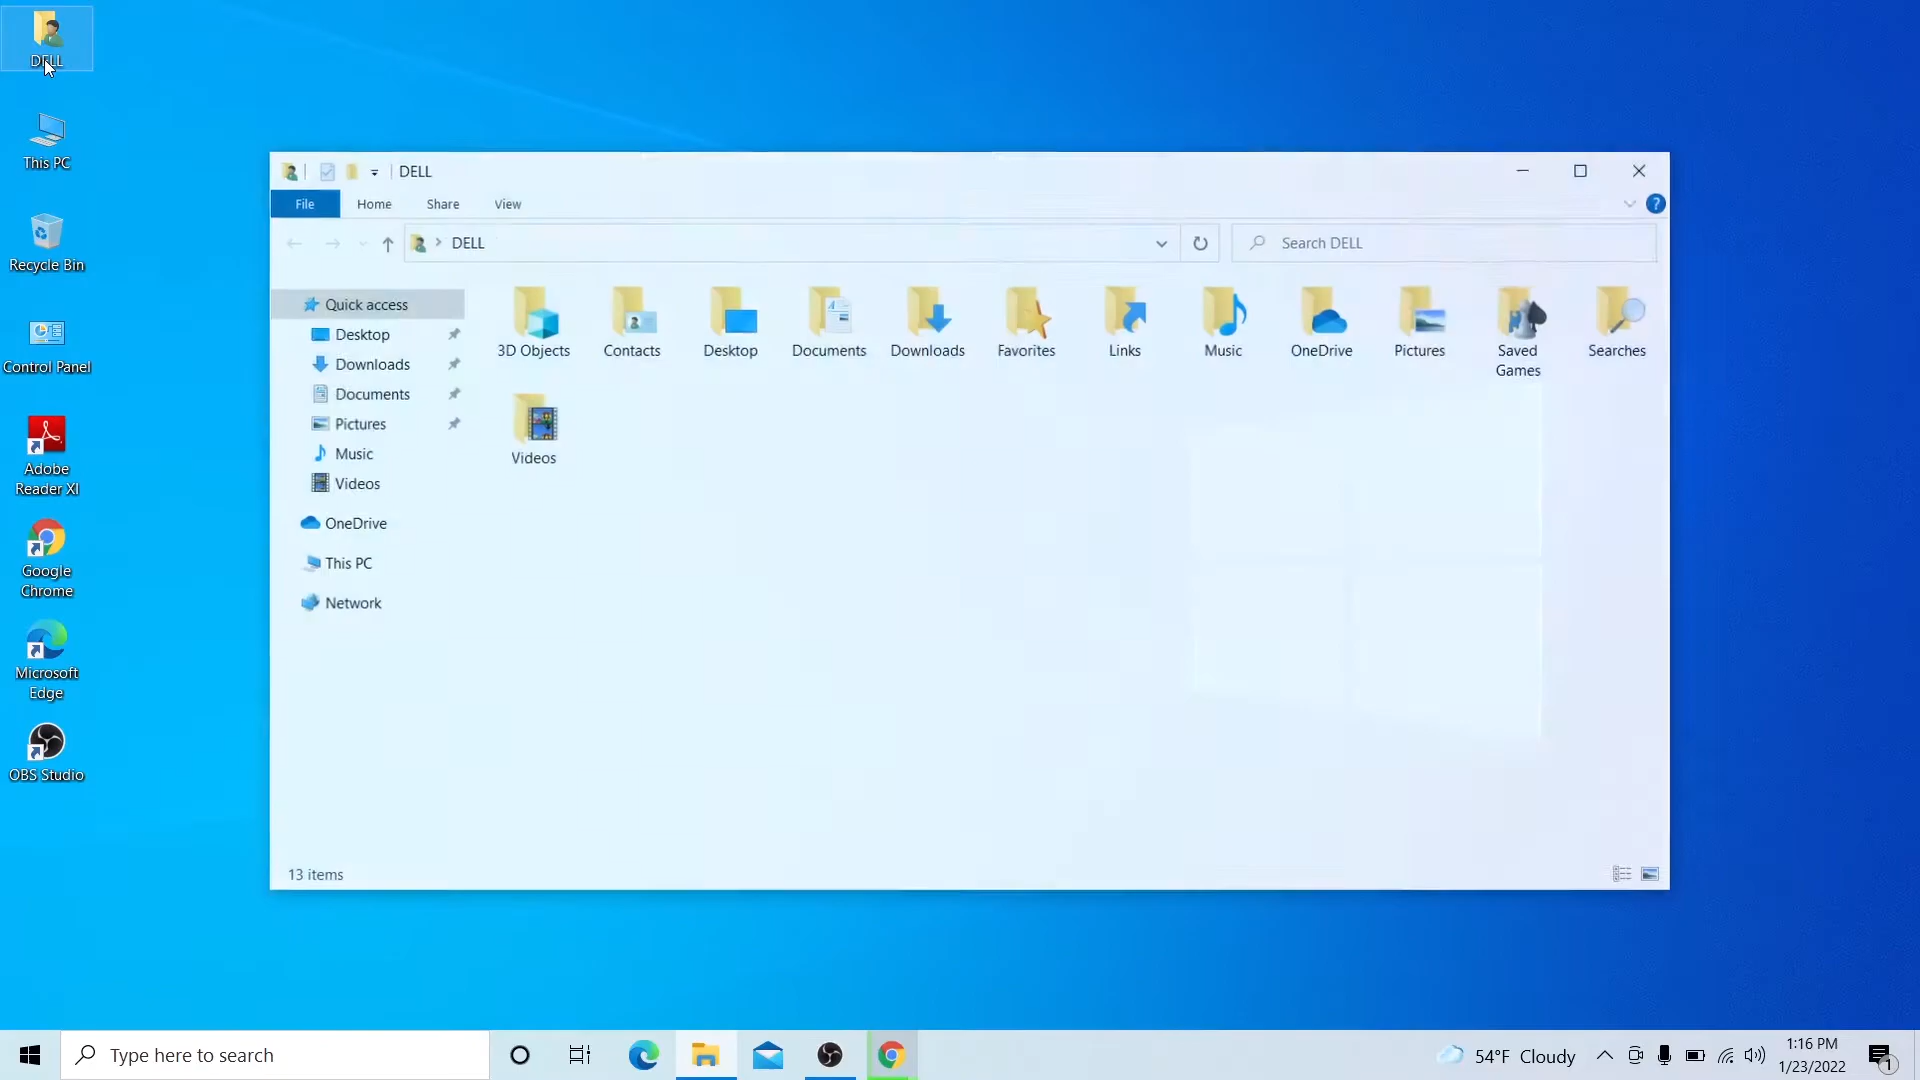 DELL
This PC
Recycle Bin
Control Panel
Adobe
Reader XI
Google
Chrome
Microsoft
Edge
OBS Studio
DELL
File Home Share View
?
DELL
Search DELL
Quick access
Desktop
Downloads
Documents
Pictures
Music
Videos
OneDrive
This PC
Network
3D Objects Contacts Desktop Documents Downloads Favorites Links Music OneDrive Pictures Saved Games Searches
Videos
13 items
Type here to search
54°F Cloudy
1:16 PM
1/23/2022
1